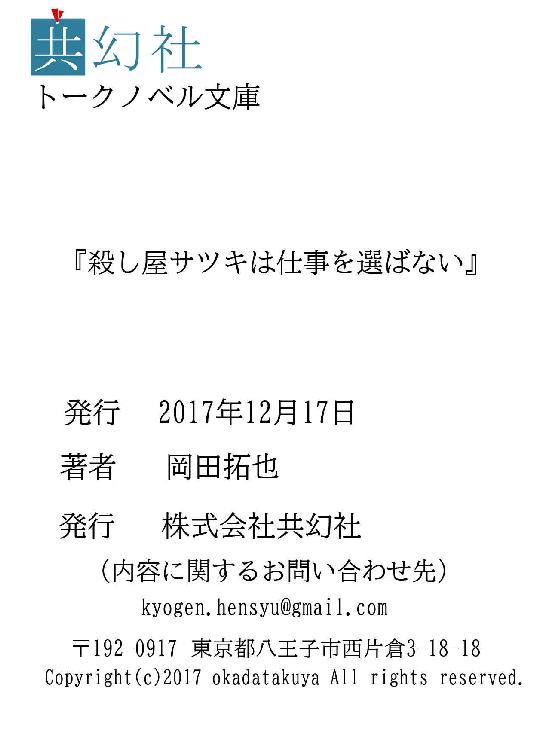 共幻社
トークノベル文庫
『殺し屋サツキは仕事を選ばない』
発行　2017年12月17日
著者　岡田拓也
発行　株式会社共幻社
（内容に関するお問い合わせ先）
kyogen.hensyu@gmail.com
〒192 0917 東京都八王子市西片倉3 18 18
Copyright(c)2017 okadatakuya All rights reserved.